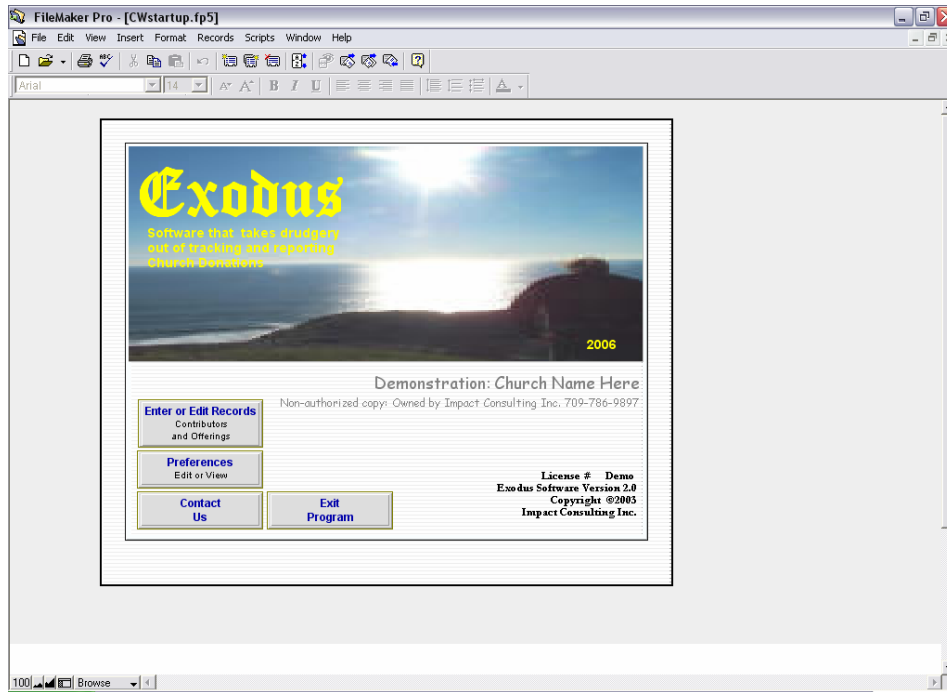 FileMaker Pro - [CWstartup.fp5]
File Edit View Insert Format Records Scripts Window Help
Arial 14 B I U A
Exodus
Software that takes drudgery
out of tracking and reporting
Church Donations
2006
Demonstration: Church Name Here
Non-authorized copy: Owned by Impact Consulting Inc. 709-786-9897
Enter or Edit Records
Contributors
and Offerings
Preferences
Edit or View
Contact
Us
Exit
Program
License # Demo
Exodus Software Version 2.0
Copyright ©2003
Impact Consulting Inc.
100 Browse